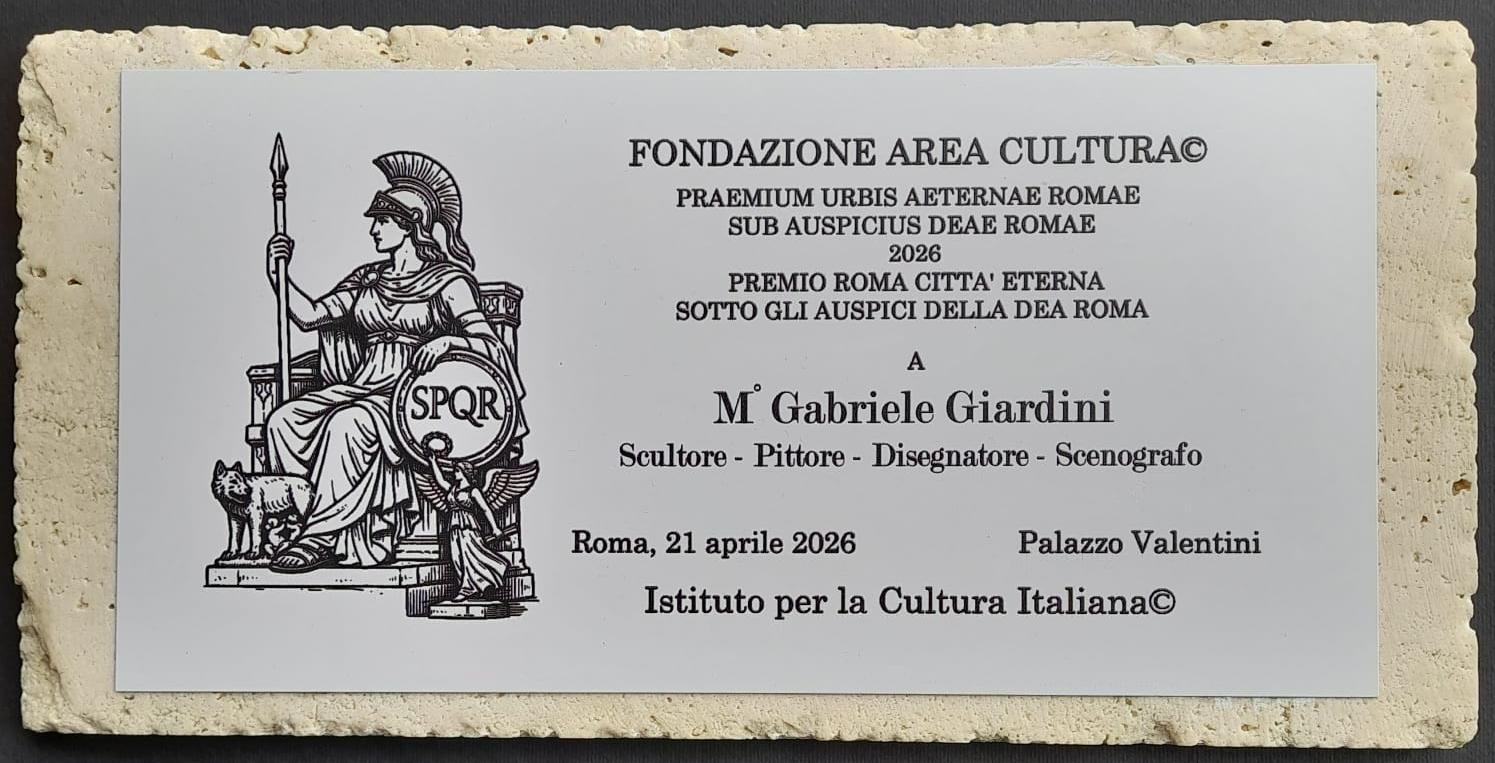 FONDAZIONE AREA CULTURA©
PRAEMIUM URBIS AETERNAE ROMAE
SUB AUSPICIUS DEAE ROMAE
2026
PREMIO ROMA CITTA' ETERNA
SOTTO GLI AUSPICI DELLA DEA ROMA
A
M° Gabriele Giardini
Scultore - Pittore - Disegnatore - Scenografo
SPQR
Roma, 21 aprile 2026 Palazzo Valentini
Istituto per la Cultura Italiana©